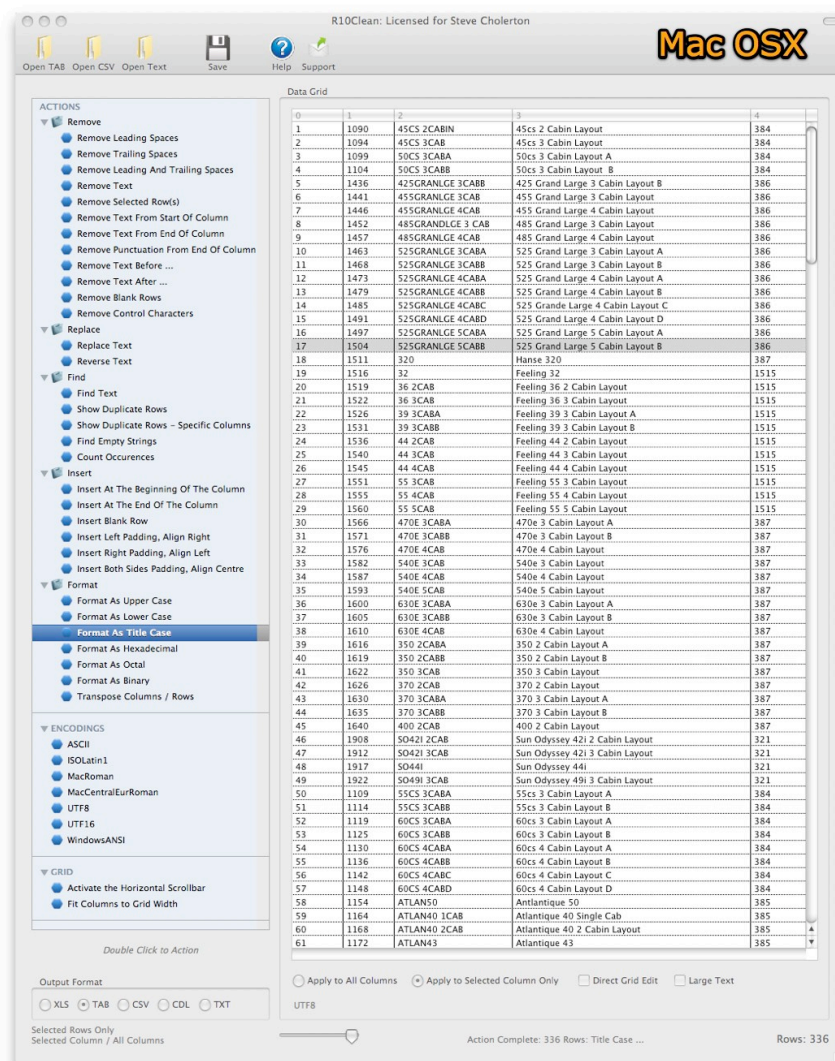 R10Clean: Licensed for Steve Cholerton
Mac OSX
Open TAB Open CSV Open Text Save Help Support
Data Grid
ACTIONS
Remove
Remove Leading Spaces
Remove Trailing Spaces
Remove Leading And Trailing Spaces
Remove Text
Remove Selected Row(s)
Remove Text From Start Of Column
Remove Text From End Of Column
Remove Punctuation From End Of Column
Remove Text Before ...
Remove Text After ...
Remove Blank Rows
Remove Control Characters
Replace
Replace Text
Reverse Text
Find
Find Text
Show Duplicate Rows
Show Duplicate Rows - Specific Columns
Find Empty Strings
Count Occurences
Insert
Insert At The Beginning Of The Column
Insert At The End Of The Column
Insert Blank Row
Insert Left Padding, Align Right
Insert Right Padding, Align Left
Insert Both Sides Padding, Align Centre
Format
Format As Upper Case
Format As Lower Case
Format As Title Case
Format As Hexadecimal
Format As Octal
Format As Binary
Transpose Columns / Rows
ENCODINGS
ASCII
ISOLatin1
MacRoman
MacCentralEurRoman
UTF8
UTF16
WindowsANSI
GRID
Activate the Horizontal Scrollbar
Fit Columns to Grid Width
Double Click to Action
Output Format
XLS TAB CSV CDL TXT
Selected Rows Only
Selected Column / All Columns
0 1 2 3 4
1 1090 45CS 2CABIN 45cs 2 Cabin Layout 384
2 1094 45CS 3CAB 45cs 3 Cabin Layout 384
3 1099 50CS 3CABA 50cs 3 Cabin Layout A 384
4 1104 50CS 3CABB 50cs 3 Cabin Layout B 384
5 1436 425GRANLGE 3CABB 425 Grand Large 3 Cabin Layout B 386
6 1441 455GRANLGE 3CAB 455 Grand Large 3 Cabin Layout 386
7 1446 455GRANLGE 4CAB 455 Grand Large 4 Cabin Layout 386
8 1452 485GRANDLGE 3 CAB 485 Grand Large 3 Cabin Layout 386
9 1457 485GRANLGE 4CAB 485 Grand Large 4 Cabin Layout 386
10 1463 525GRANLGE 3CABA 525 Grand Large 3 Cabin Layout A 386
11 1468 525GRANLGE 3CABB 525 Grand Large 3 Cabin Layout B 386
12 1473 525GRANLGE 4CABA 525 Grand Large 4 Cabin Layout A 386
13 1479 525GRANLGE 4CABB 525 Grand Large 4 Cabin Layout B 386
14 1485 525GRANLGE 4CABC 525 Grande Large 4 Cabin Layout C 386
15 1491 525GRANLGE 4CABD 525 Grand Large 4 Cabin Layout D 386
16 1497 525GRANLGE 5CABA 525 Grand Large 5 Cabin Layout A 386
17 1504 525GRANLGE 5CABB 525 Grand Large 5 Cabin Layout B 386
18 1511 320 Hanse 320 387
19 1516 32 Feeling 32 1515
20 1519 36 2CAB Feeling 36 2 Cabin Layout 1515
21 1522 36 3CAB Feeling 36 3 Cabin Layout 1515
22 1526 39 3CABA Feeling 39 3 Cabin Layout A 1515
23 1531 39 3CABB Feeling 39 3 Cabin Layout B 1515
24 1536 44 2CAB Feeling 44 2 Cabin Layout 1515
25 1540 44 3CAB Feeling 44 3 Cabin Layout 1515
26 1545 44 4CAB Feeling 44 4 Cabin Layout 1515
27 1551 55 3CAB Feeling 55 3 Cabin Layout 1515
28 1555 55 4CAB Feeling 55 4 Cabin Layout 1515
29 1560 55 5CAB Feeling 55 5 Cabin Layout 1515
30 1566 470E 3CABA 470e 3 Cabin Layout A 387
31 1571 470E 3CABB 470e 3 Cabin Layout B 387
32 1576 470E 4CAB 470e 4 Cabin Layout 387
33 1582 540E 3CAB 540e 3 Cabin Layout 387
34 1587 540E 4CAB 540e 4 Cabin Layout 387
35 1593 540E 5CAB 540e 5 Cabin Layout 387
36 1600 630E 3CABA 630e 3 Cabin Layout A 387
37 1605 630E 3CABB 630e 3 Cabin Layout B 387
38 1610 630E 4CAB 630e 4 Cabin Layout 387
39 1616 350 2CABA 350 2 Cabin Layout A 387
40 1619 350 2CABB 350 2 Cabin Layout B 387
41 1622 350 3CAB 350 3 Cabin Layout 387
42 1626 370 2CAB 370 2 Cabin Layout 387
43 1630 370 3CABA 370 3 Cabin Layout A 387
44 1635 370 3CABB 370 3 Cabin Layout B 387
45 1640 400 2CAB 400 2 Cabin Layout 387
46 1908 SO42I 2CAB Sun Odyssey 42i 2 Cabin Layout 321
47 1912 SO42I 3CAB Sun Odyssey 42i 3 Cabin Layout 321
48 1917 SO44I Sun Odyssey 44i 321
49 1922 SO49I 3CAB Sun Odyssey 49i 3 Cabin Layout 321
50 1109 55CS 3CABA 55cs 3 Cabin Layout A 384
51 1114 55CS 3CABB 55cs 3 Cabin Layout B 384
52 1119 60CS 3CABA 60cs 3 Cabin Layout A 384
53 1125 60CS 3CABB 60cs 3 Cabin Layout B 384
54 1130 60CS 4CABA 60cs 4 Cabin Layout A 384
55 1136 60CS 4CABB 60cs 4 Cabin Layout B 384
56 1142 60CS 4CABC 60cs 4 Cabin Layout C 384
57 1148 60CS 4CABD 60cs 4 Cabin Layout D 384
58 1154 ATLAN50 Antlantique 50 385
59 1164 ATLAN40 1CAB Atlantique 40 Single Cab 385
60 1168 ATLAN40 2CAB Atlantique 40 2 Cabin Layout 385
61 1172 ATLAN43 Atlantique 43 385
Apply to All Columns Apply to Selected Column Only Direct Grid Edit Large Text
UTF8
Action Complete: 336 Rows: Title Case ...
Rows: 336